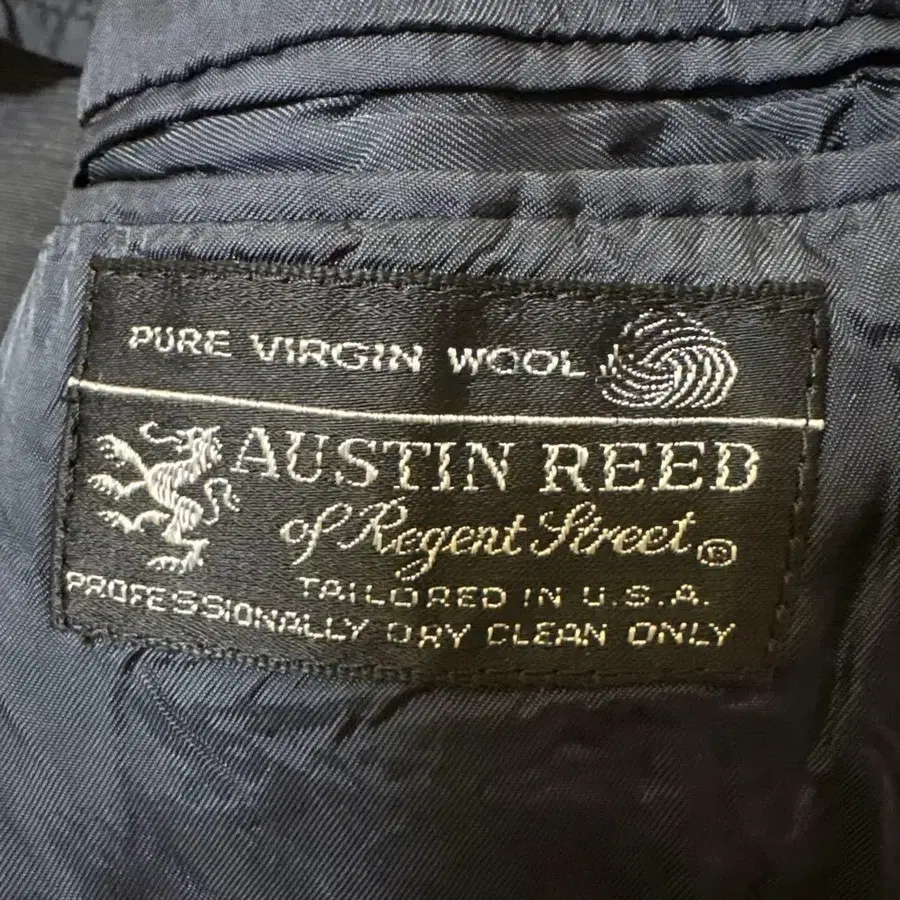 PURE VIRGIN WOOL
AUSTIN REED
of Regent Street®
TAILORED IN U.S.A.
PROFESSIONALLY DRY CLEAN ONLY